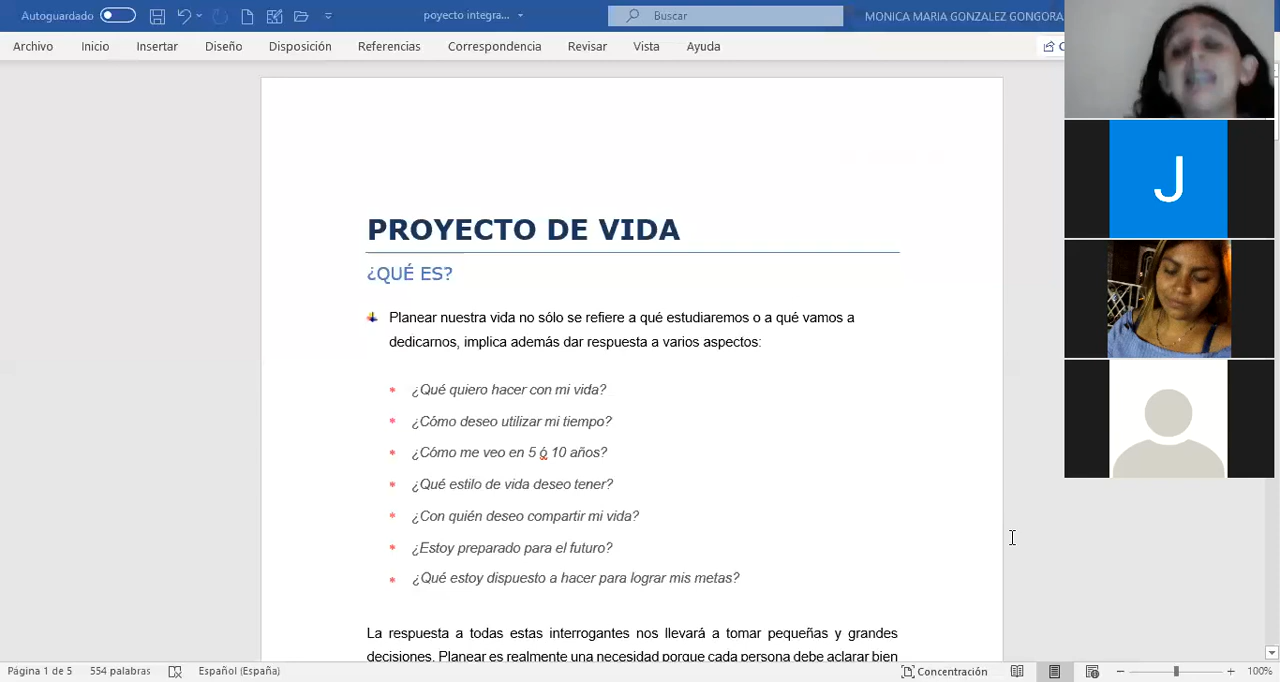 Autoguardado
poyecto integra...
Buscar
MONICA MARIA GONZALEZ GONGORA
Archivo Inicio Insertar Diseño Disposición Referencias Correspondencia Revisar Vista Ayuda
PROYECTO DE VIDA
¿QUÉ ES?
Planear nuestra vida no sólo se refiere a qué estudiaremos o a qué vamos a
dedicarnos, implica además dar respuesta a varios aspectos:
¿Qué quiero hacer con mi vida?
¿Cómo deseo utilizar mi tiempo?
¿Cómo me veo en 5 ó 10 años?
¿Qué estilo de vida deseo tener?
¿Con quién deseo compartir mi vida?
¿Estoy preparado para el futuro?
¿Qué estoy dispuesto a hacer para lograr mis metas?
La respuesta a todas estas interrogantes nos llevará a tomar pequeñas y grandes
decisiones. Planear es realmente una necesidad porque cada persona debe aclarar bien
J
Página 1 de 5 554 palabras Español (España) Concentración 100%